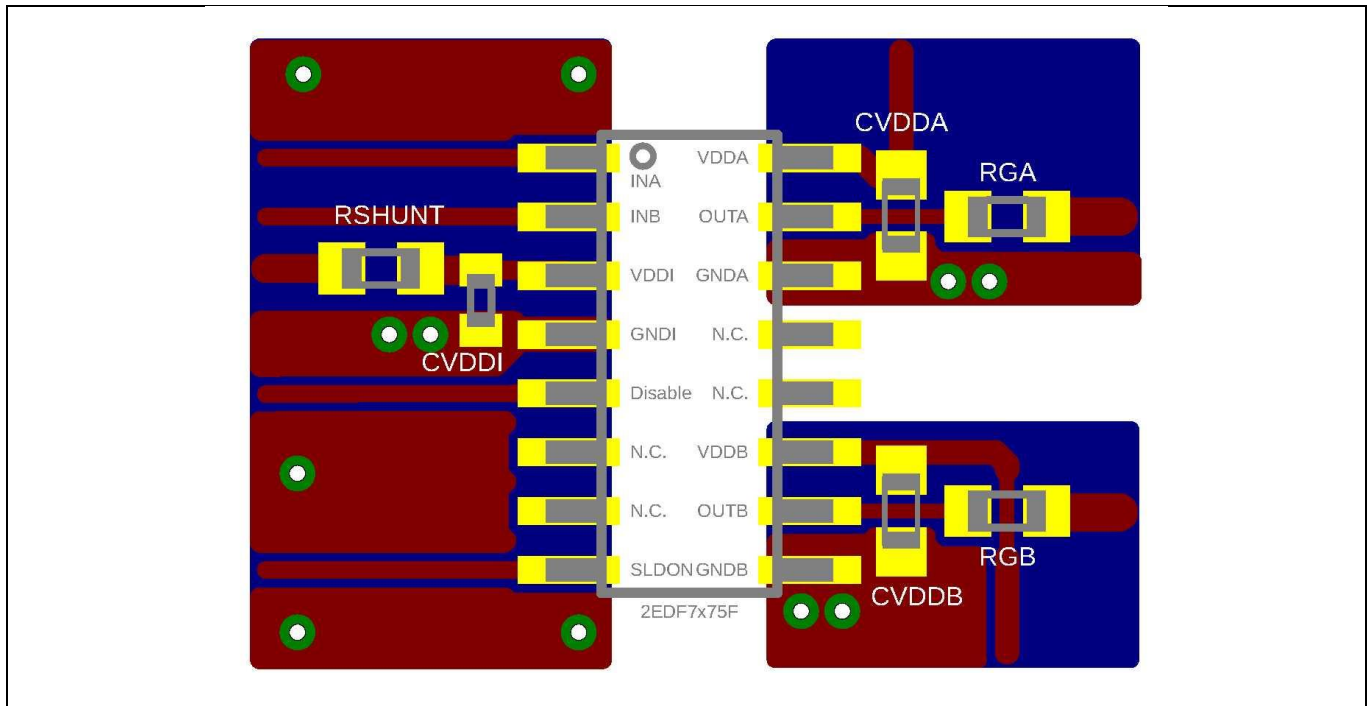 CVDDA
RGA
RSHUNT
CVDDI
INA
VDDA
INB
OUTA
VDDI
GNDA
GNDI
N.C.
Disable
N.C.
N.C.
VDDB
N.C.
OUTB
SLDON
GNDB
RGB
CVDDB
2EDF7x75F